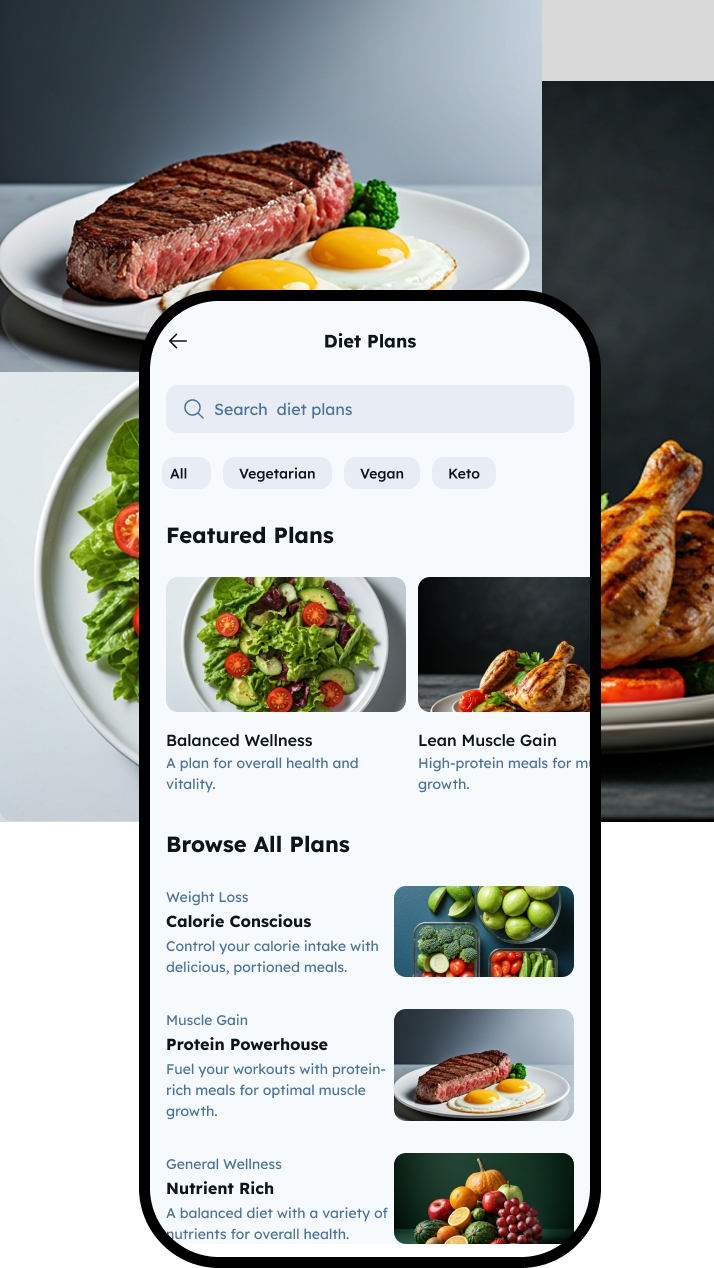 Diet Plans
Search  diet plans
All
Vegetarian
Vegan
Keto
Featured Plans
Balanced Wellness
A plan for overall health and
vitality.
Lean Muscle Gain
High-protein meals for
growth.
Browse All Plans
Weight Loss
Calorie Conscious
Control your calorie intake with
delicious, portioned meals.
Muscle Gain
Protein Powerhouse
Fuel your workouts with protein-
rich meals for optimal muscle
growth.
General Wellness
Nutrient Rich
A balanced diet with a variety of
nutrients for overall health.